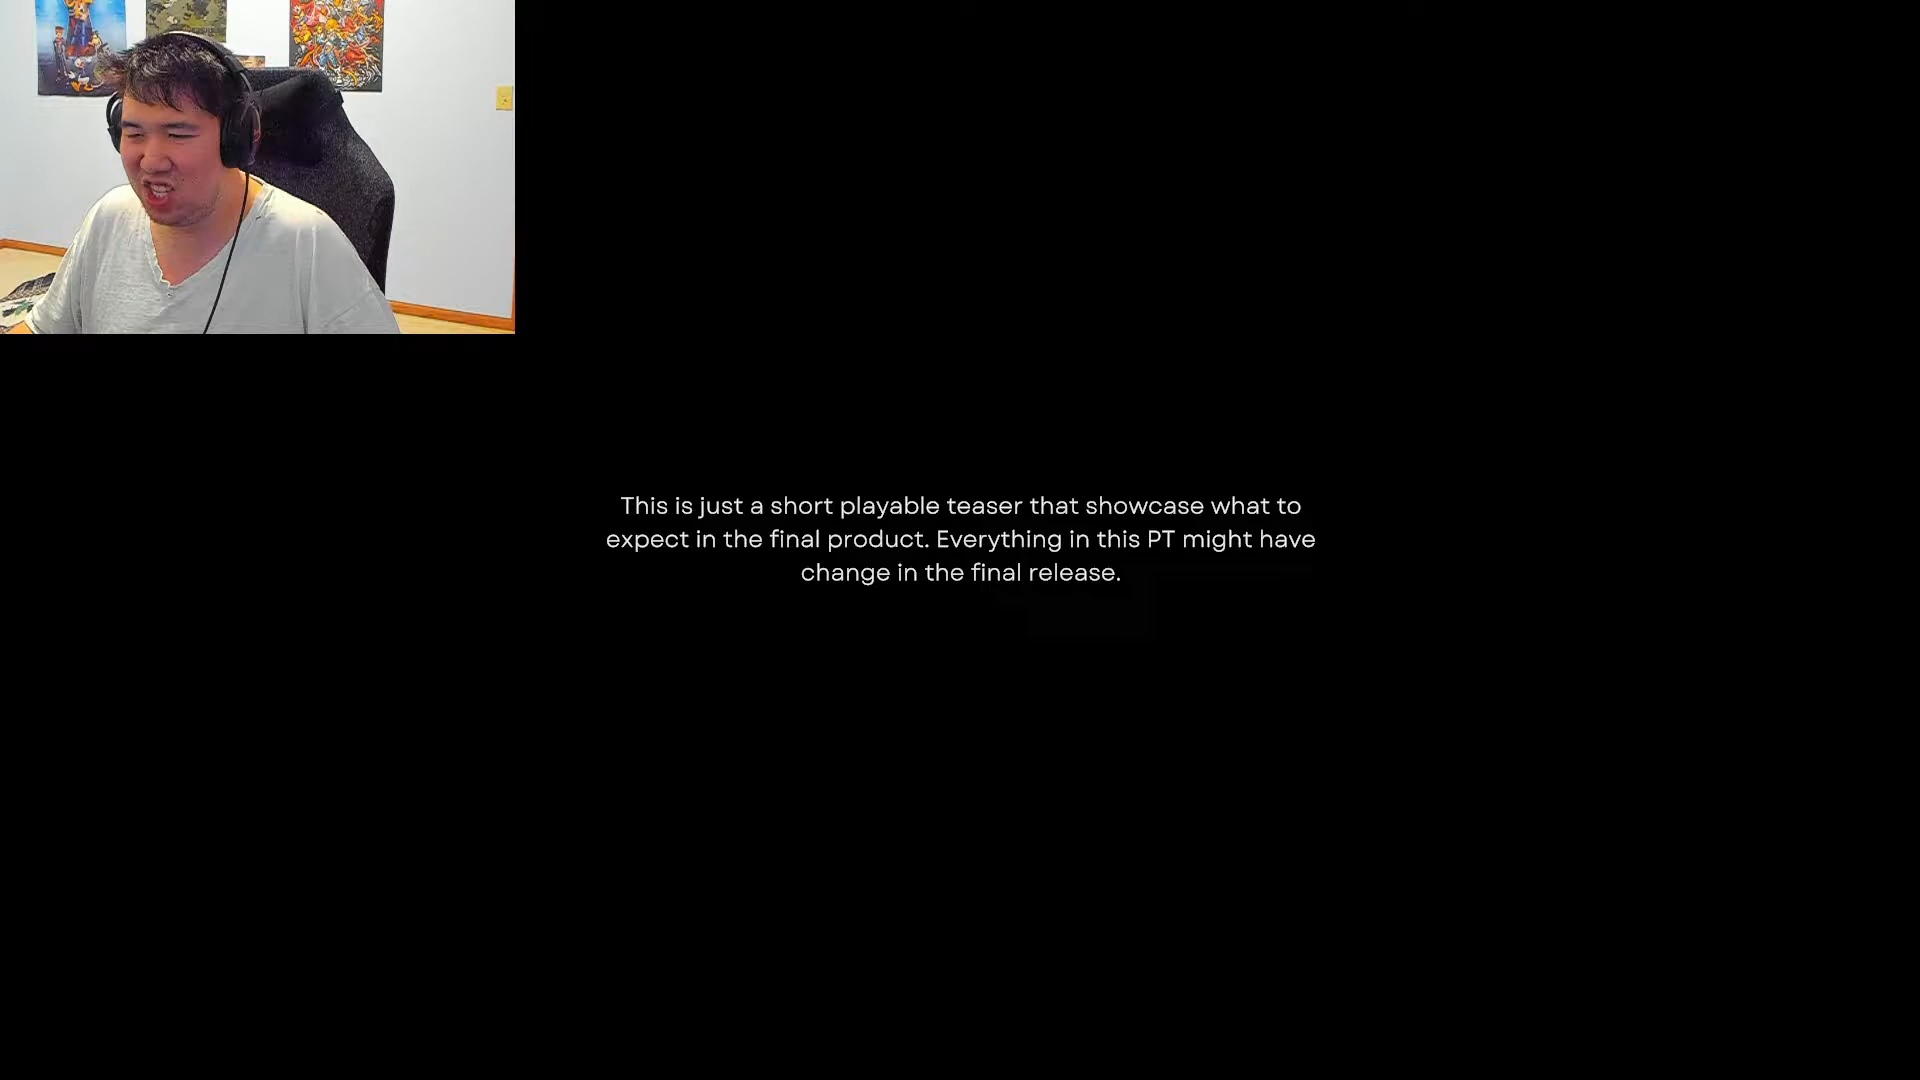 This is just a short playable teaser that showcase what to
expect in the final product. Everything in this PT might have
change in the final release.